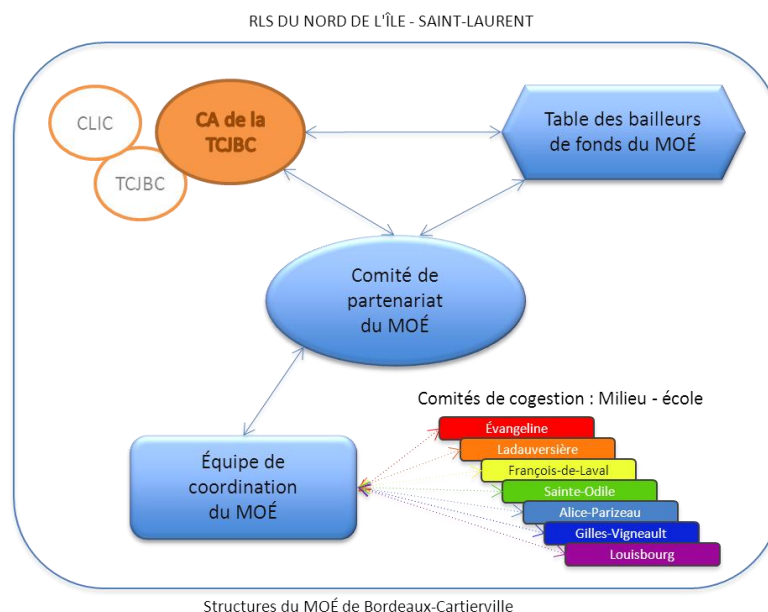 RLS DU NORD DE L'ÎLE - SAINT-LAURENT
CLIC
TCJBC
CA de la
TCJBC
Table des bailleurs
de fonds du MOÉ
Comité de
partenariat
du MOÉ
Équipe de
coordination
du MOÉ
Comités de cogestion : Milieu - école
Évangeline
Ladauversière
François-de-Laval
Sainte-Odile
Alice-Parizeau
Gilles-Vigneault
Louisbourg
Structures du MOÉ de Bordeaux-Cartierville